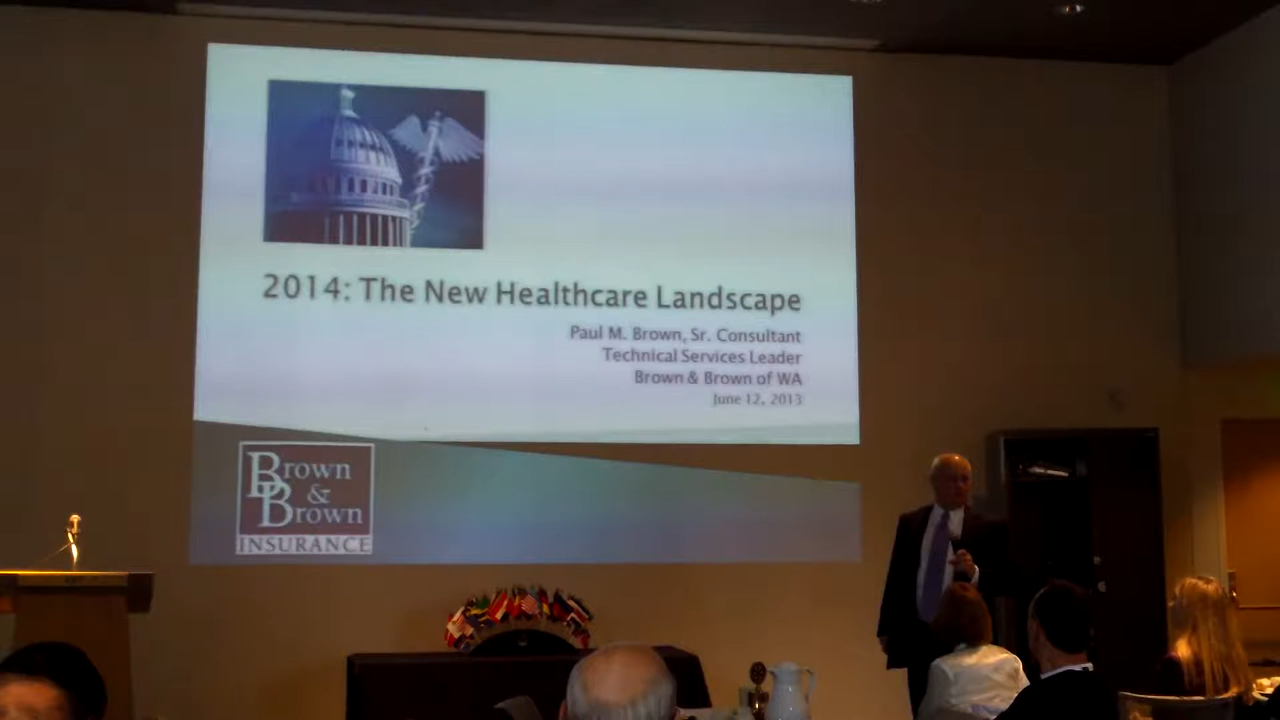 2014: The New Healthcare Landscape
Paul M. Brown, Sr. Consultant
Technical Services Leader
Brown & Brown of WA
June 12, 2013
Brown
&
Brown
INSURANCE